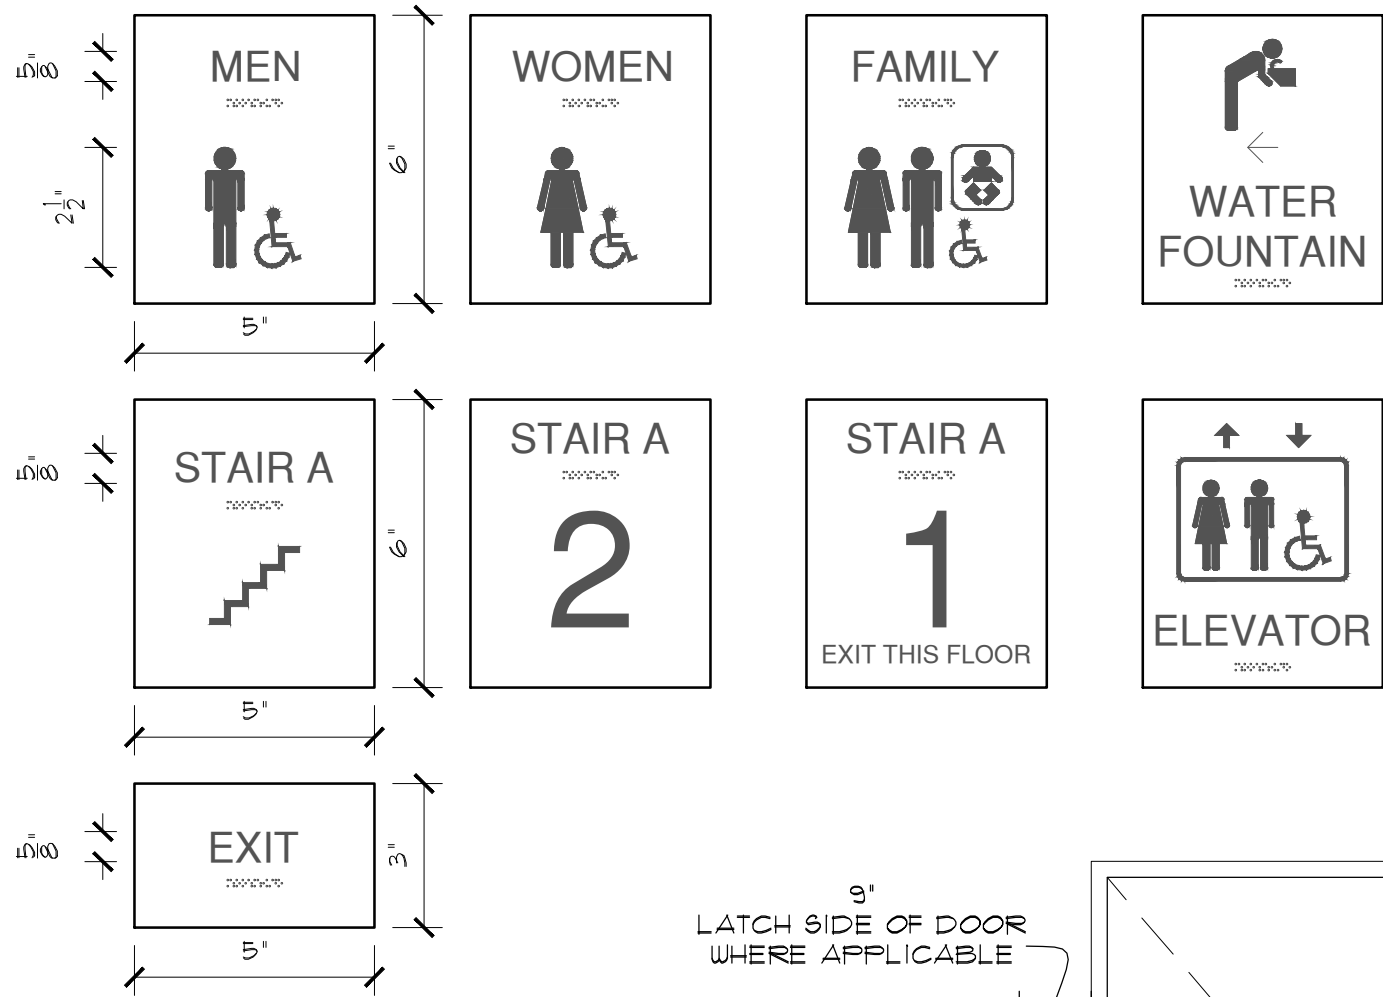 MEN
WOMEN
FAMILY
5/8"
6"
2 1/2"
WATER
FOUNTAIN
5"
STAIR A
STAIR A
STAIR A
5/8"
2
1
6"
EXIT THIS FLOOR
ELEVATOR
5"
EXIT
5/8"
3"
9"
LATCH SIDE OF DOOR
WHERE APPLICABLE
5"